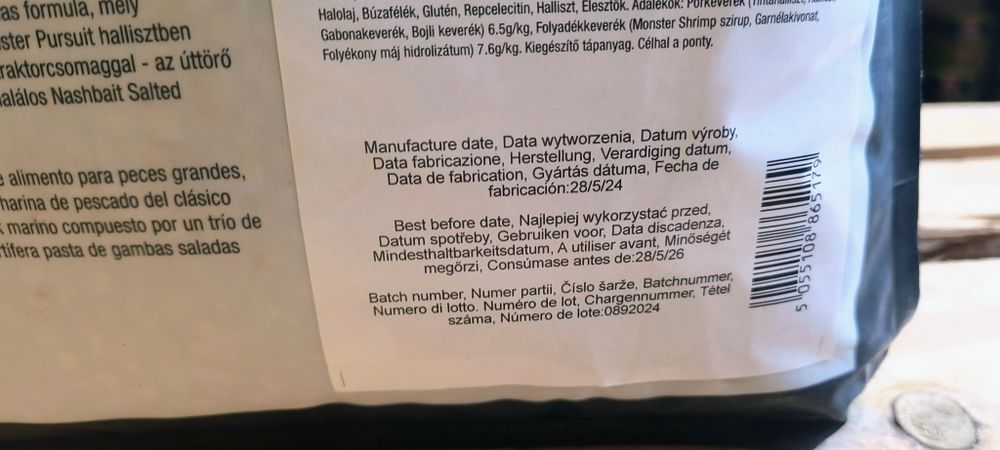 as formula, mely
ster Pursuit hallisztben
raktorcsomaggal - az úttörő
alálos Nashbait Salted
e alimento para peces grandes,
harina de pescado del clásico
marino compuesto por un trío de
rtífera pasta de gambas saladas
Halolaj, Búzafélék, Glutén, Repcelecitin, Halliszt, Élesztők. Adalékok: Porkeverék
Gabonakeverék, Bojli keverék) 6.5g/kg, Folyadékkeverék (Monster Shrimp szirup, Garnélakivonat,
Folyékony máj hidrolizátum) 7.6g/kg. Kiegészítő tápanyag. Célhal a ponty.
Manufacture date, Data wytworzenia, Datum výroby,
Data fabricazione, Herstellung, Verardiging datum,
Data de fabrication, Gyártás dátuma, Fecha de
fabricación:28/5/24
Best before date, Najlepiej wykorzystać przed,
Datum spotřeby, Gebruiken voor, Data discadenza,
Mindesthaltbarkeitsdatum, A utiliser avant, Minőségét
megőrzi, Consúmase antes de:28/5/26
Batch number, Numer partii, Číslo šarže, Batchnummer,
Numero di lotto. Numéro de lot, Chargennummer, Tétel
száma, Número de lote:0892024
5 055108 865179